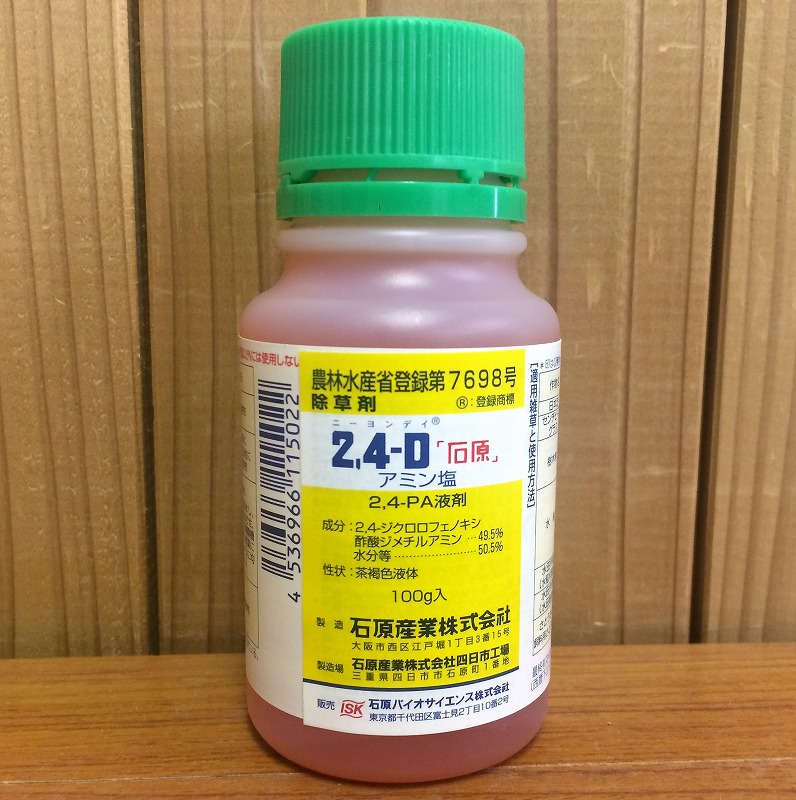 には使用しない
4 536966 115022
農林水産省登録第7698号
除草剤
Ⓡ:登録商標
ニーヨンデイ®
2,4-D「石原」
アミン塩
2,4-PA液剤
成分:2,4-ジクロロフェノキシ
酢酸ジメチルアミン…49.5%
水分等……………………50.5%
性状:茶褐色液体
100g入
製造 石原産業株式会社
大阪市西区江戸堀1丁目3番15号
製造場 石原産業株式会社四日市工場
三重県四日市市石原町1番地
販売 ISK 石原バイオサイエンス株式会社
東京都千代田区富士見2丁目10番2号
[適用雑草と使用方法]